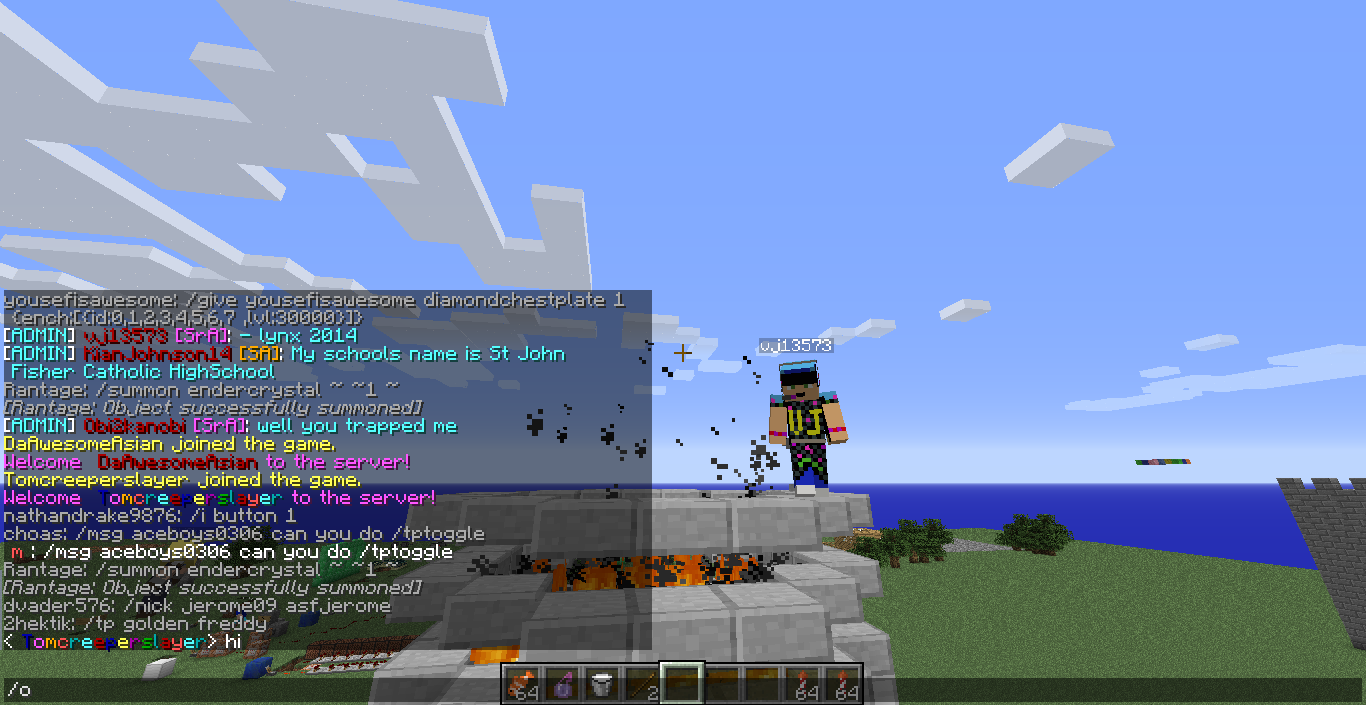 yousefisawesome: /give yousefisawesome diamondchestplate 1
{ench:[{id:0,1,2,3,4,5,6,7 ,lvl:30000}]}
[ADMIN] vj13573 [SrA]: - lynx 2014
[ADMIN] KianJohnson14 [SA]: My schools name is St John
Fisher Catholic HighSchool
Rantage: /summon endercrystal ~ ~1 ~
[Rantage: Object successfully summoned]
[ADMIN] Obi3kanobi [SrA]: well you trapped me
DaAwesomeAsian joined the game.
Welcome DaAwesomeAsian to the server!
Tomcreeperslayer joined the game.
Welcome Tomcreeperslayer to the server!
nathandrake9876: /i button 1
choas: /msg aceboys0306 can you do /tptoggle
m : /msg aceboys0306 can you do /tptoggle
Rantage: /summon endercrystal ~ ~1 ~
[Rantage: Object successfully summoned]
dvader576: /nick jerome09 asfjerome
2hektik: /tp golden freddy
< Tomcreeperslayer> hi
/o
vj13573
VJ
64
2
64
64